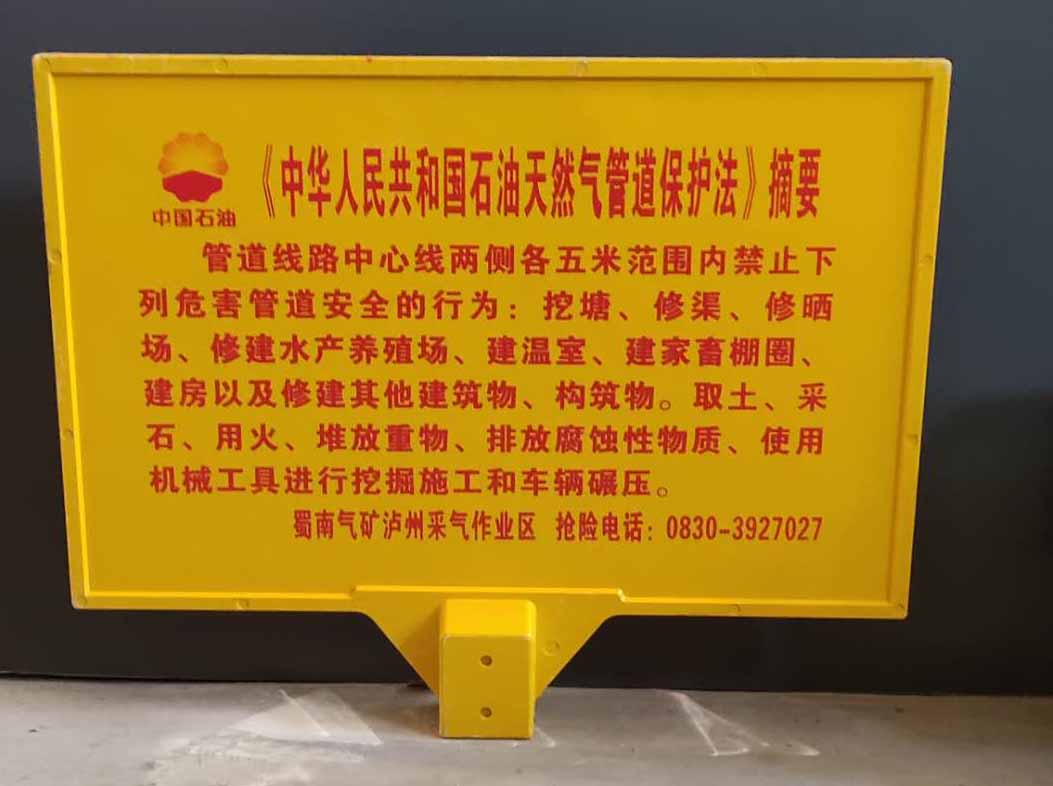 《中华人民共和国石油天然气管道保护法》摘要
中国石油
管道线路中心线两侧各五米范围内禁止下
列危害管道安全的行为：挖塘、修渠、修晒
场、修建水产养殖场、建温室、建家畜棚圈、
建房以及修建其他建筑物、构筑物。取土、采
石、用火、堆放重物、排放腐蚀性物质、使用
机械工具进行挖掘施工和车辆碾压。
蜀南气矿泸州采气作业区 抢险电话：0830-3927027